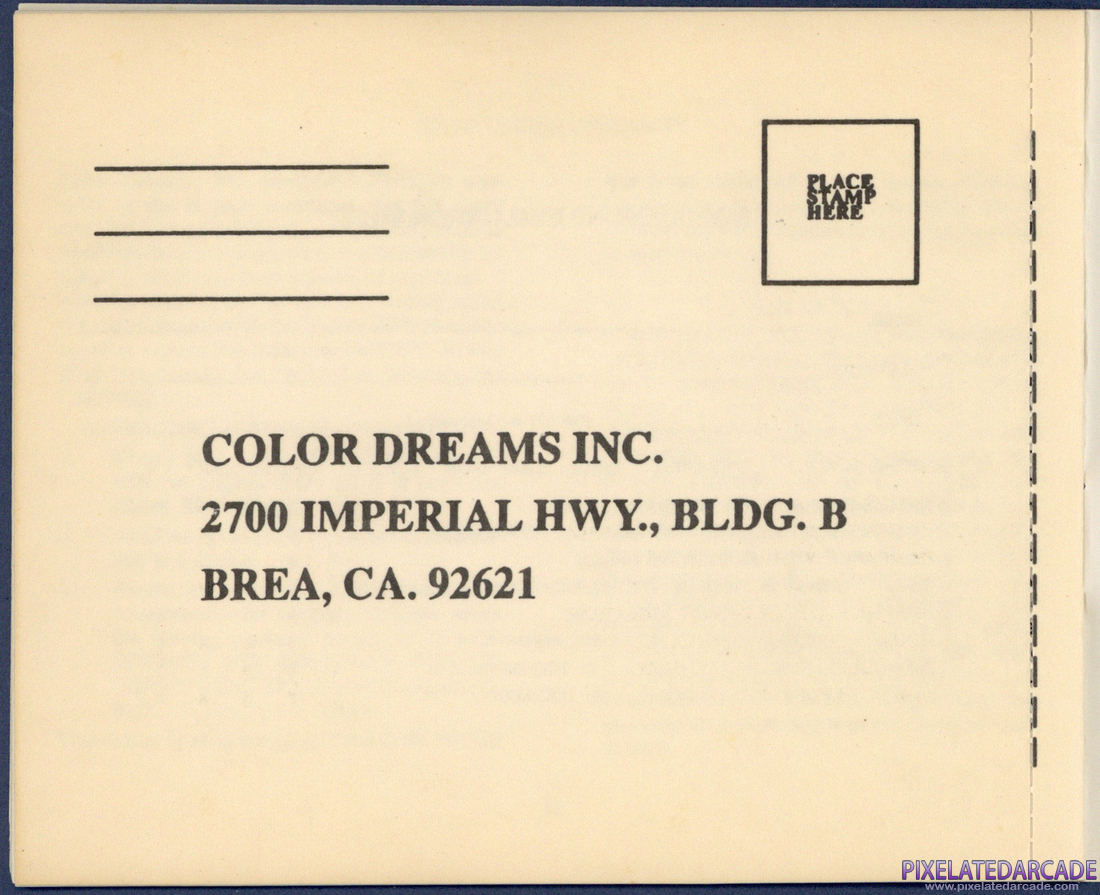 PLACE
STAMP
HERE
COLOR DREAMS INC.
2700 IMPERIAL HWY., BLDG. B
BREA, CA. 92621
PIXELATEDARCADE
www.pixelatedarcade.com